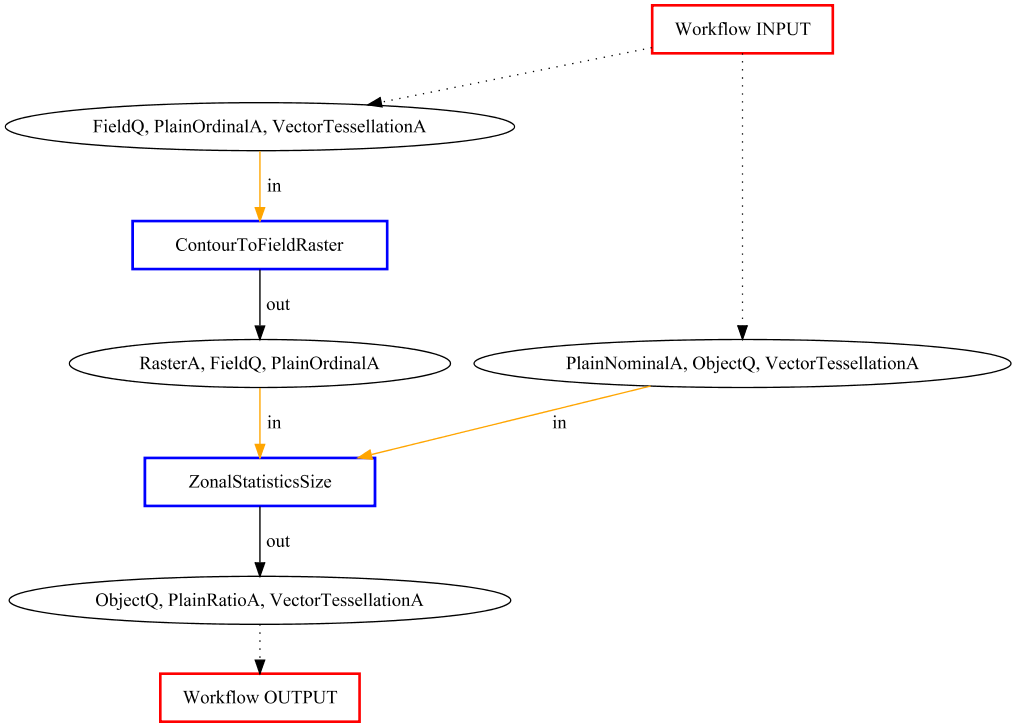 Workflow INPUT
FieldQ, PlainOrdinalA, VectorTessellationA
in
ContourToFieldRaster
out
RasterA, FieldQ, PlainOrdinalA
PlainNominalA, ObjectQ, VectorTessellationA
in
in
ZonalStatisticsSize
out
ObjectQ, PlainRatioA, VectorTessellationA
Workflow OUTPUT